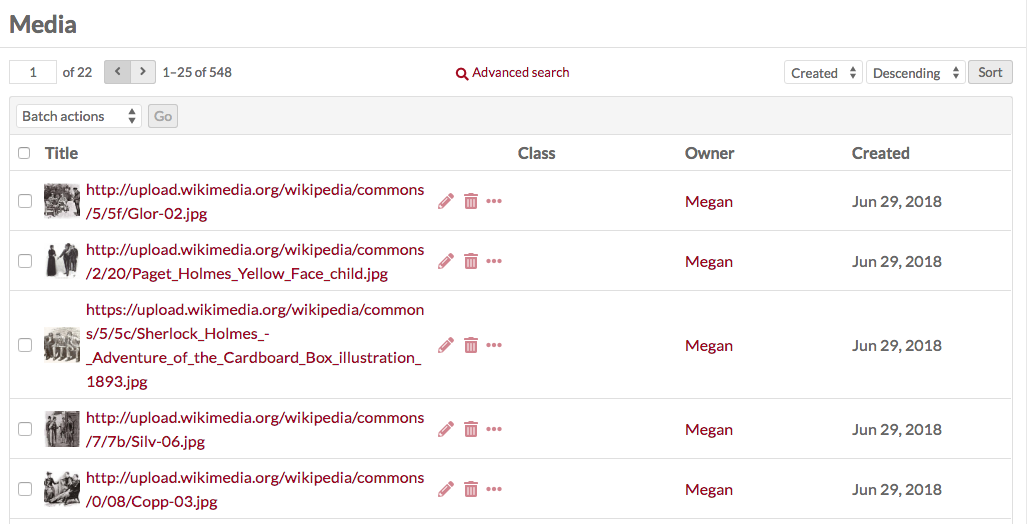 Media
1 of 22 1–25 of 548 Advanced search Created Descending Sort
Batch actions Go
Title Class Owner Created
http://upload.wikimedia.org/wikipedia/commons
/5/5f/Glor-02.jpg
Megan Jun 29, 2018
http://upload.wikimedia.org/wikipedia/commons
/2/20/Paget_Holmes_Yellow_Face_child.jpg
Megan Jun 29, 2018
https://upload.wikimedia.org/wikipedia/common
s/5/5c/Sherlock_Holmes_-
_Adventure_of_the_Cardboard_Box_illustration_
1893.jpg
Megan Jun 29, 2018
http://upload.wikimedia.org/wikipedia/commons
/7/7b/Silv-06.jpg
Megan Jun 29, 2018
http://upload.wikimedia.org/wikipedia/commons
/0/08/Copp-03.jpg
Megan Jun 29, 2018